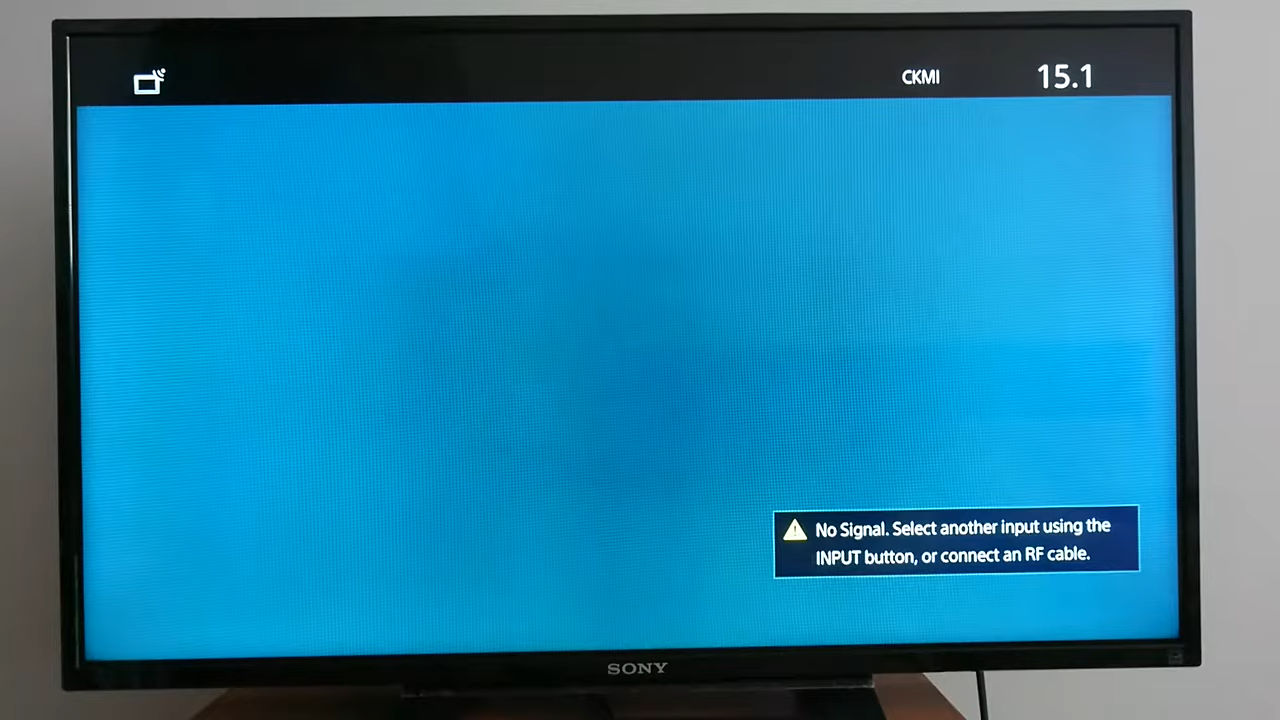 CKMI 15.1
No Signal. Select another input using the
INPUT button, or connect an RF cable.
SONY